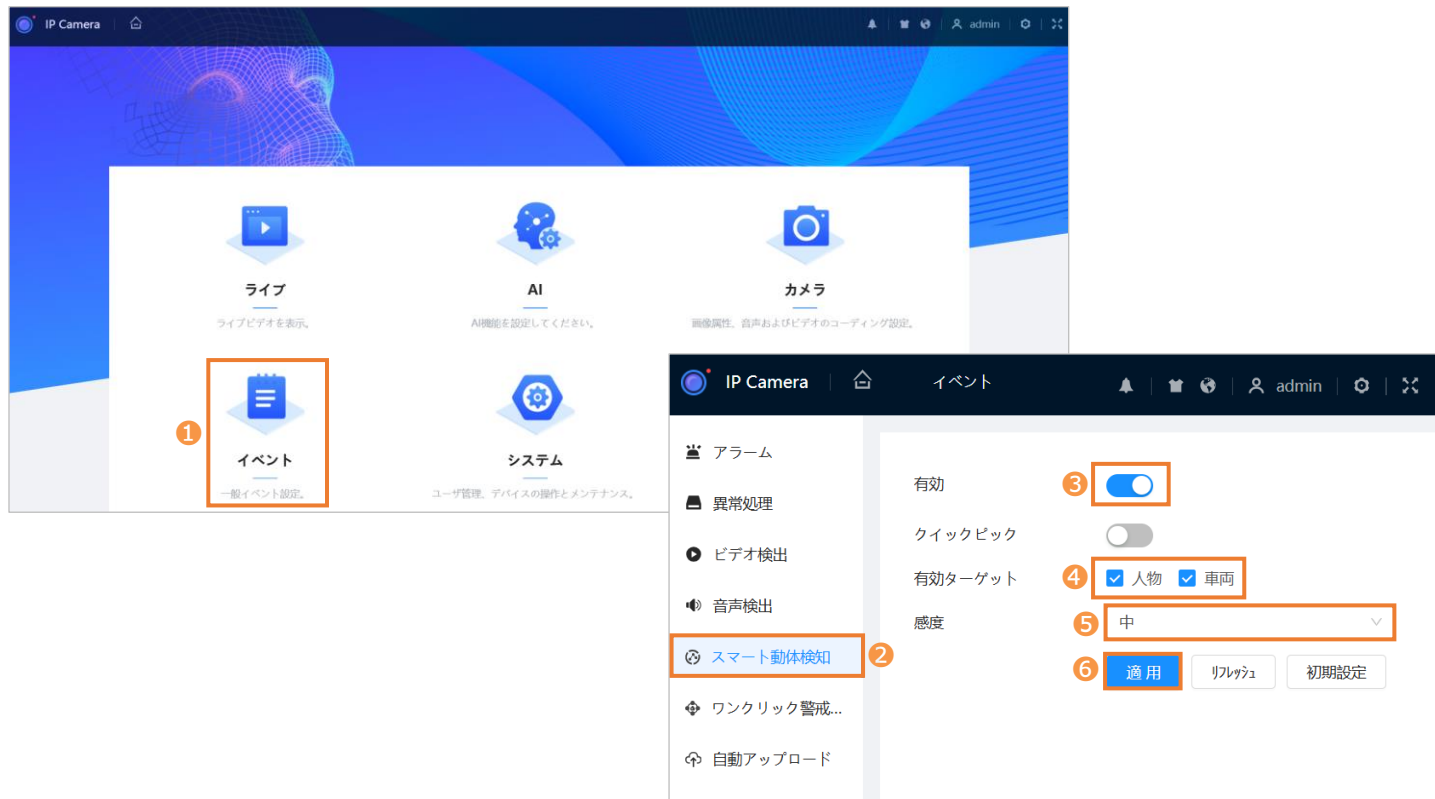 IP Camera
admin
ライブ
ライブビデオを表示。
AI
AI機能を設定してください。
カメラ
画像属性、音声およびビデオのコーディング設定。
1
イベント
一般イベント設定。
システム
ユーザ管理、デバイスの操作とメンテナンス。
IP Camera
イベント
admin
アラーム
異常処理
ビデオ検出
音声検出
スマート動体検知
2
ワンクリック警戒...
自動アップロード
有効
3
クイックピック
有効ターゲット
4
人物
車両
感度
5
中
6
適用
ﾘﾌﾚｯｼｭ
初期設定